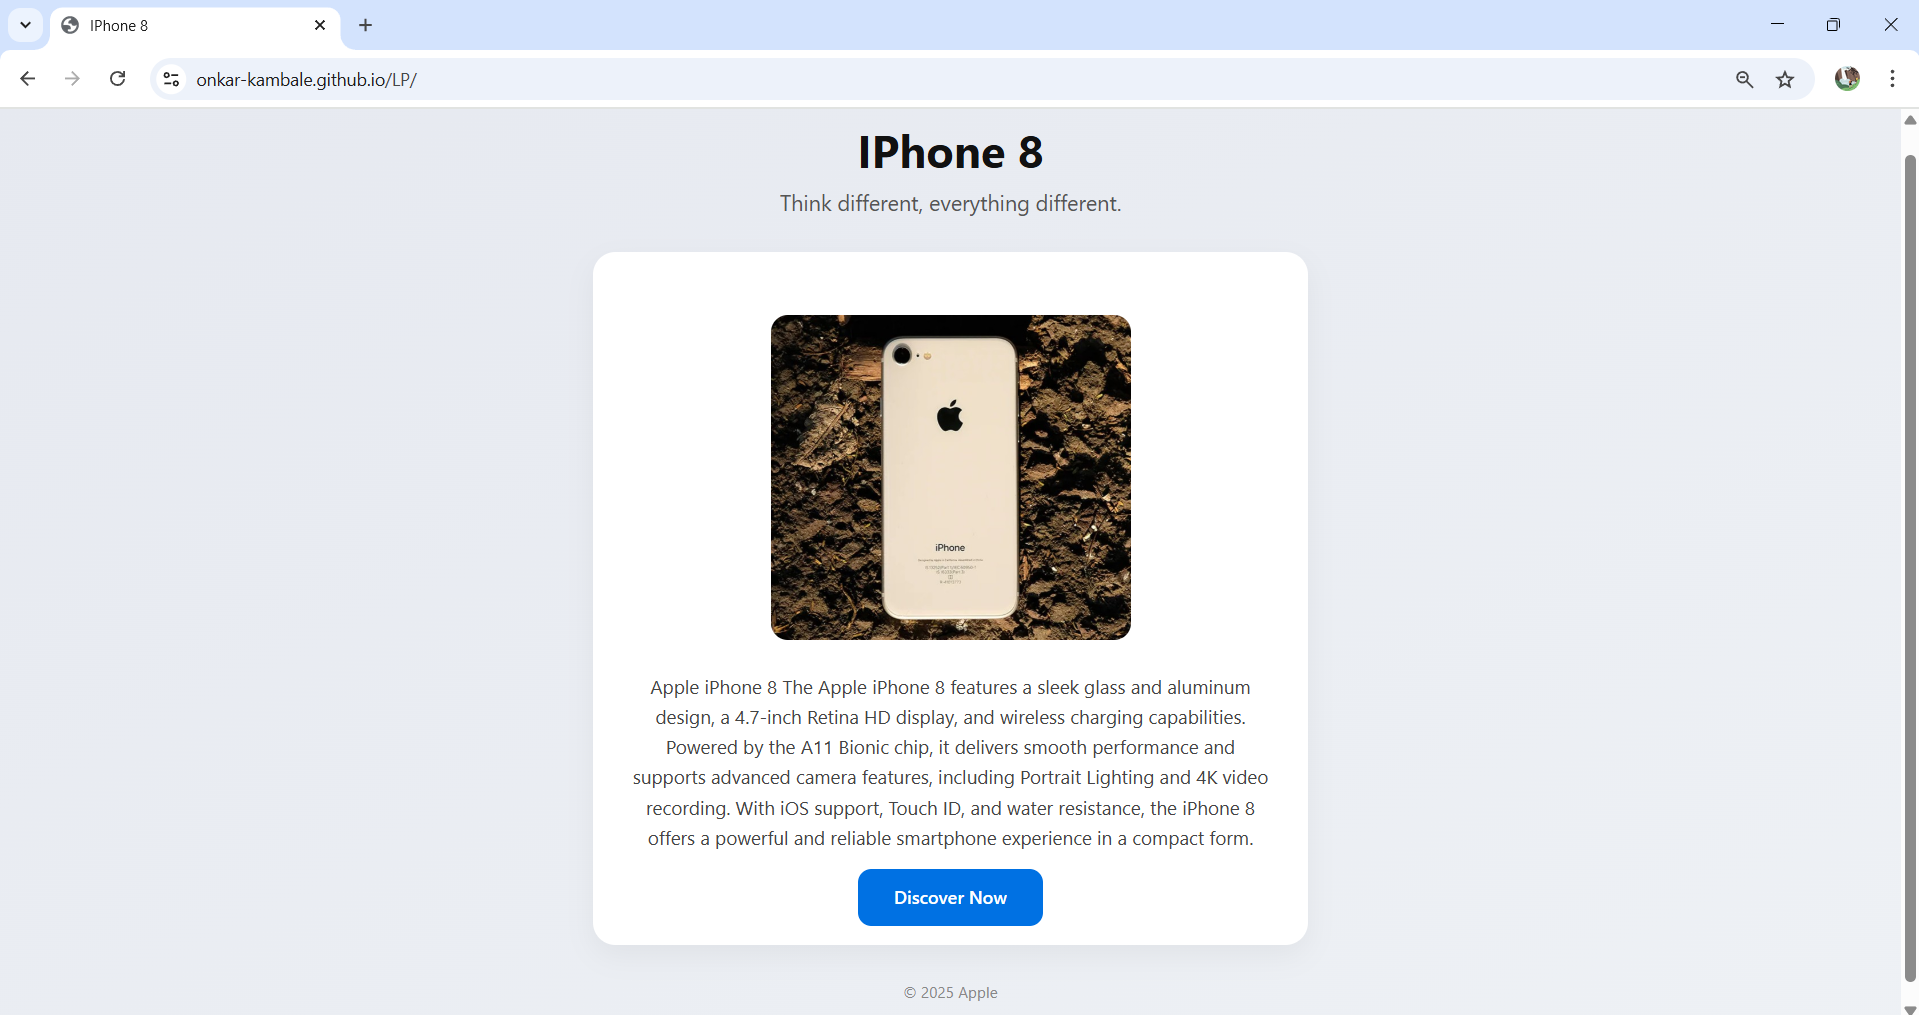 IPhone 8
onkar-kambale.github.io/LP/
IPhone 8
Think different, everything different.
iPhone
Apple iPhone 8 The Apple iPhone 8 features a sleek glass and aluminum
design, a 4.7-inch Retina HD display, and wireless charging capabilities.
Powered by the A11 Bionic chip, it delivers smooth performance and
supports advanced camera features, including Portrait Lighting and 4K video
recording. With iOS support, Touch ID, and water resistance, the iPhone 8
offers a powerful and reliable smartphone experience in a compact form.
Discover Now
© 2025 Apple